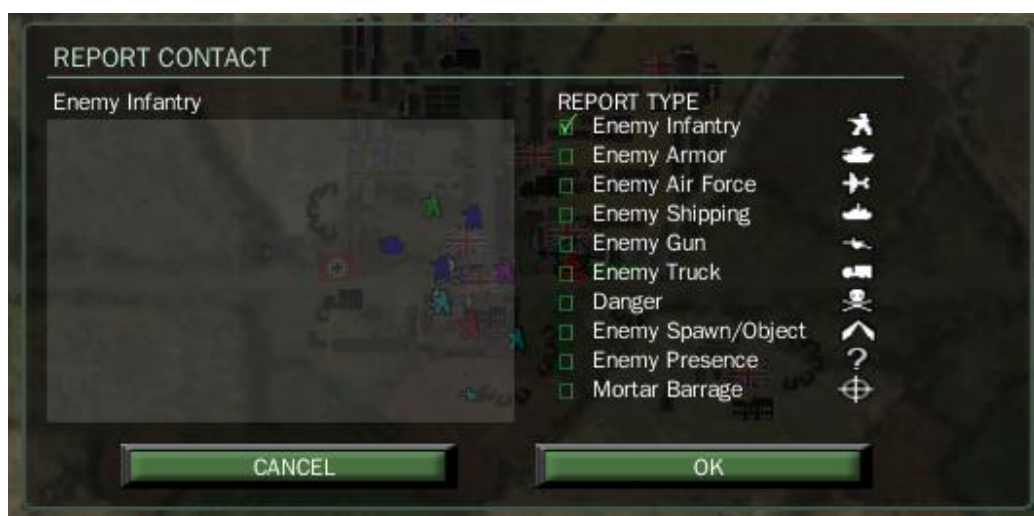 REPORT CONTACT
Enemy Infantry
REPORT TYPE
Enemy Infantry
Enemy Armor
Enemy Air Force
Enemy Shipping
Enemy Gun
Enemy Truck
Danger
Enemy Spawn/Object
Enemy Presence
?
Mortar Barrage
CANCEL
OK